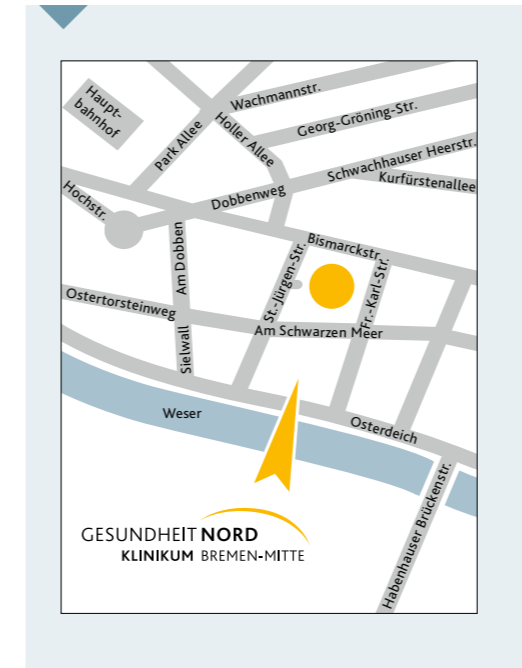 Haupt-
bahnhof
Wachmannstr.
Georg-Gröning-Str.
Park Allee
Holler Allee
Schwachhauser Heerstr.
Kurfürstenallee
Dobbenweg
Hochstr.
Am Dobben
Bismarckstr.
St.-Jürgen-Str.
Fr.-Karl-Str.
Ostertorsteinweg
Am Schwarzen Meer
Sielwall
Weser
Osterdeich
Habenhauser Brückenstr.
GESUNDHEIT NORD
KLINIKUM BREMEN-MITTE